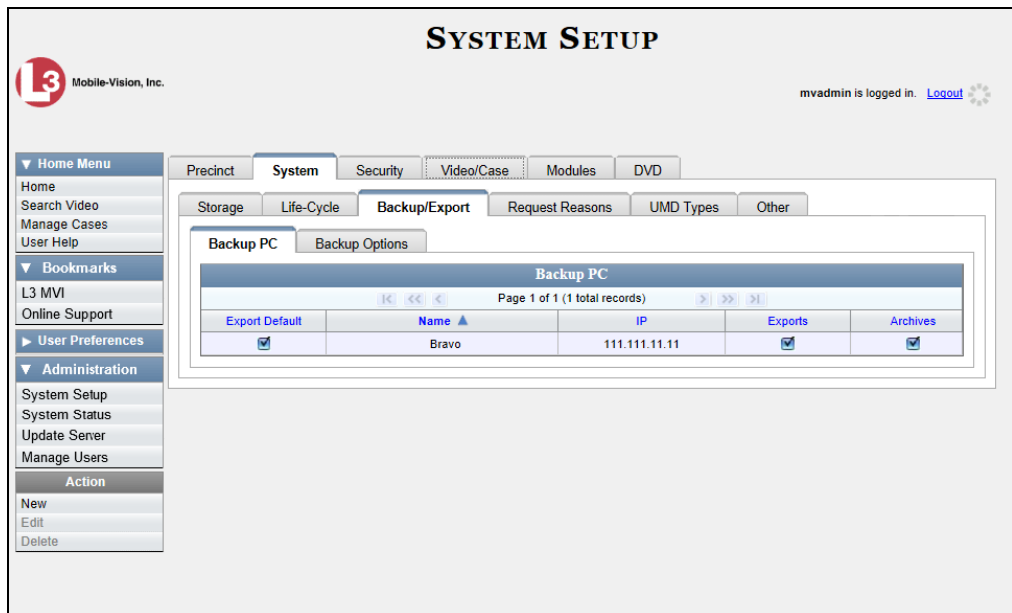 SYSTEM SETUP
L3 Mobile-Vision, Inc.
mvadmin is logged in. Logout
▼ Home Menu
Home
Search Video
Manage Cases
User Help
▼ Bookmarks
L3 MVI
Online Support
▶ User Preferences
▼ Administration
System Setup
System Status
Update Server
Manage Users
Action
New
Edit
Delete
Precinct System Security Video/Case Modules DVD
Storage Life-Cycle Backup/Export Request Reasons UMD Types Other
Backup PC Backup Options
Backup PC
Page 1 of 1 (1 total records)
Export Default Name ▲ IP Exports Archives
Bravo 111.111.11.11